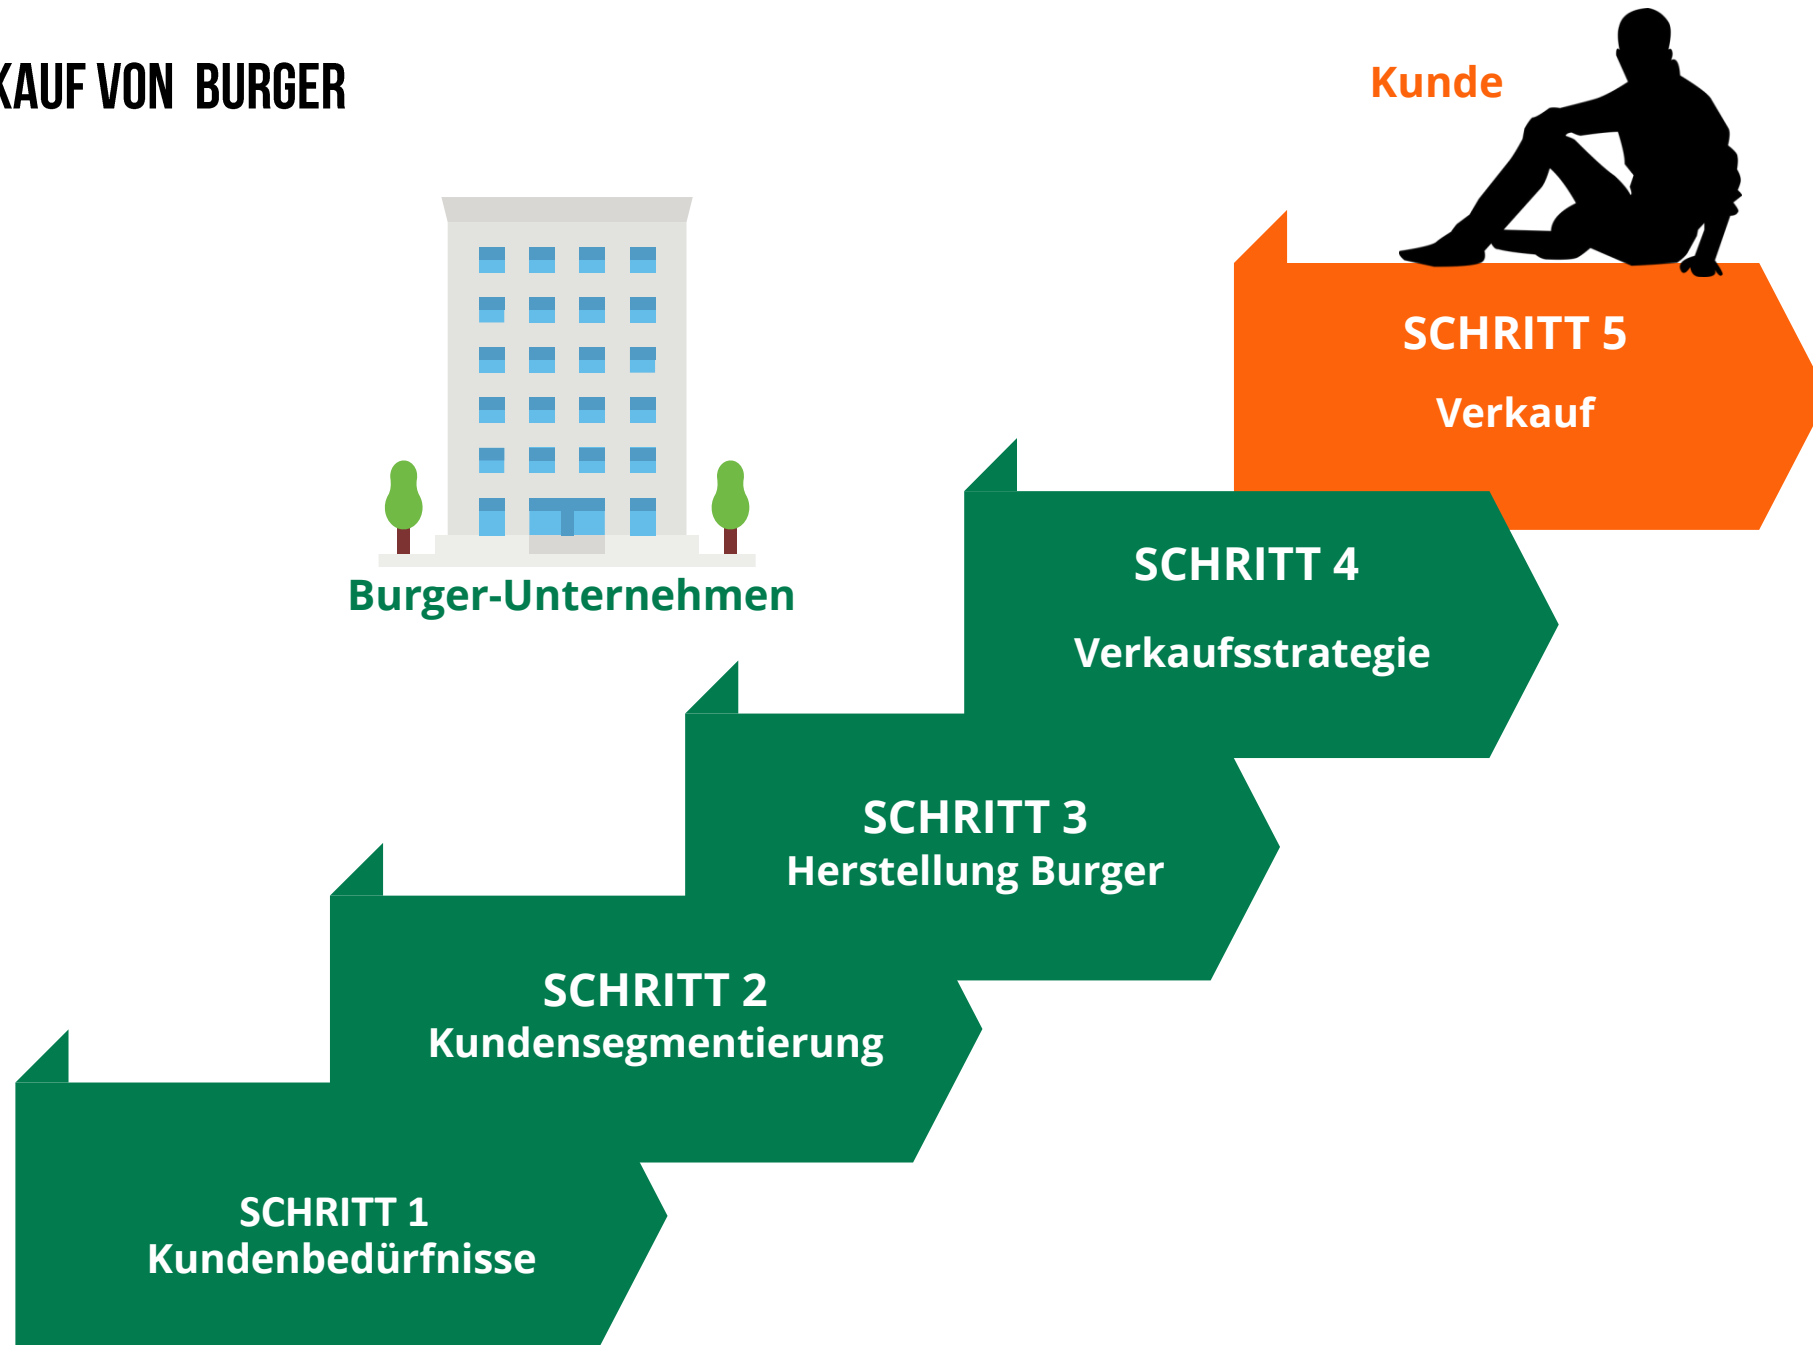 KAUF VON BURGER
Kunde
SCHRITT 5
Verkauf
SCHRITT 4
Burger-Unternehmen
Verkaufsstrategie
SCHRITT 3
Herstellung Burger
SCHRITT 2
Kundensegmentierung
SCHRITT 1
Kundenbedürfnisse